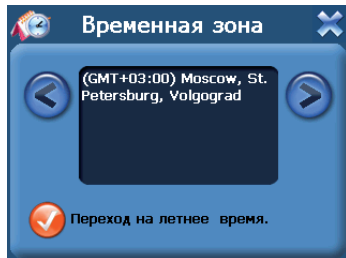 Временная зона
(GMT+03:00) Moscow, St.
Petersburg, Volgograd
Переход на летнее время.